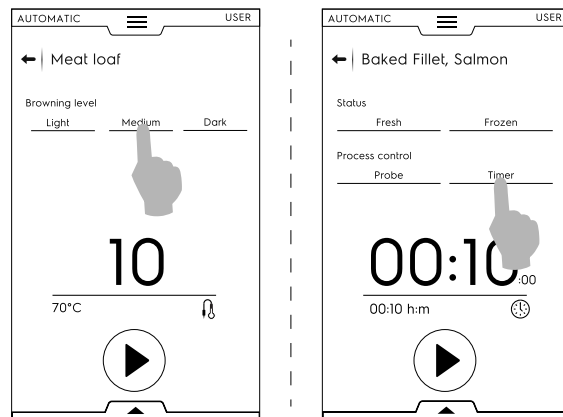 AUTOMATIC USER
Meat loaf
Browning level
Light Medium Dark
10
70°C
AUTOMATIC USER
Baked Fillet, Salmon
Status
Fresh Frozen
Process control
Probe Timer
00:10:00
00:10 h:m